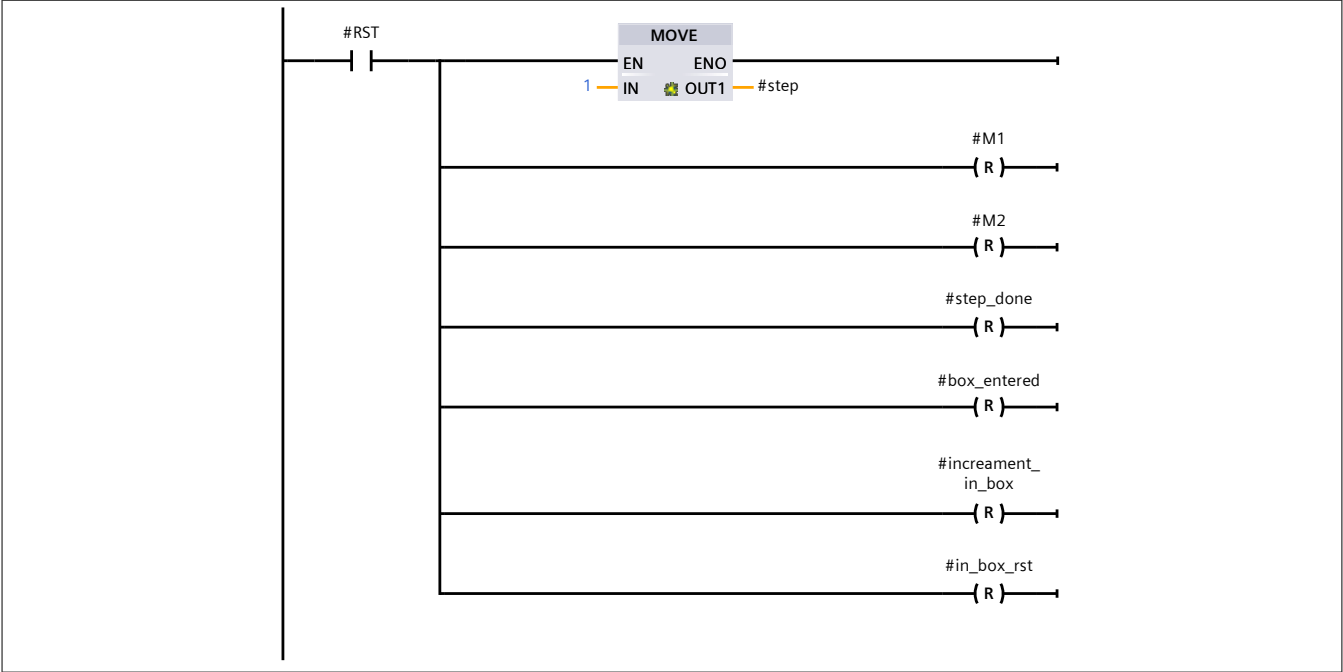 #RST
MOVE
EN ENO
1 IN OUT1 #step
#M1
( R )
#M2
( R )
#step_done
( R )
#box_entered
( R )
#increament_
in_box
( R )
#in_box_rst
( R )